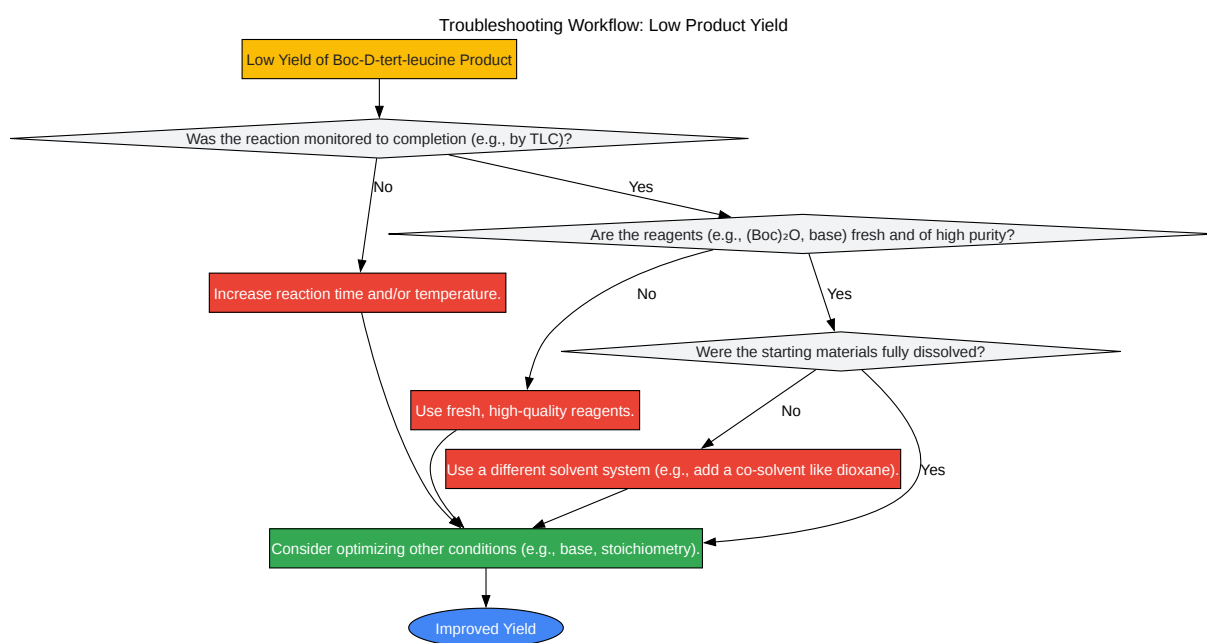 Troubleshooting Workflow: Low Product Yield
Low Yield of Boc-D-tert-leucine Product
Was the reaction monitored to completion (e.g., by TLC)?
No
Yes
Are the reagents (e.g., (Boc)₂O, base) fresh and of high purity?
Increase reaction time and/or temperature.
No
Yes
Were the starting materials fully dissolved?
Use fresh, high-quality reagents.
No
Use a different solvent system (e.g., add a co-solvent like dioxane).
Yes
Consider optimizing other conditions (e.g., base, stoichiometry).
Improved Yield